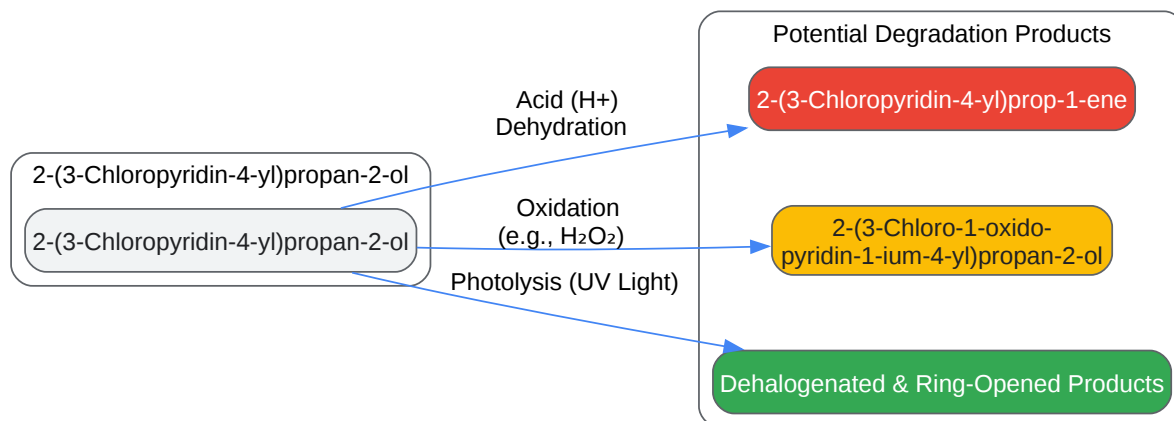 Potential Degradation Products
2-(3-Chloropyridin-4-yl)prop-1-ene
Acid (H+)
Dehydration
2-(3-Chloropyridin-4-yl)propan-2-ol
2-(3-Chloropyridin-4-yl)propan-2-ol
Oxidation
(e.g., H₂O₂)
2-(3-Chloro-1-oxido-
pyridin-1-ium-4-yl)propan-2-ol
Photolysis (UV Light)
Dehalogenated & Ring-Opened Products